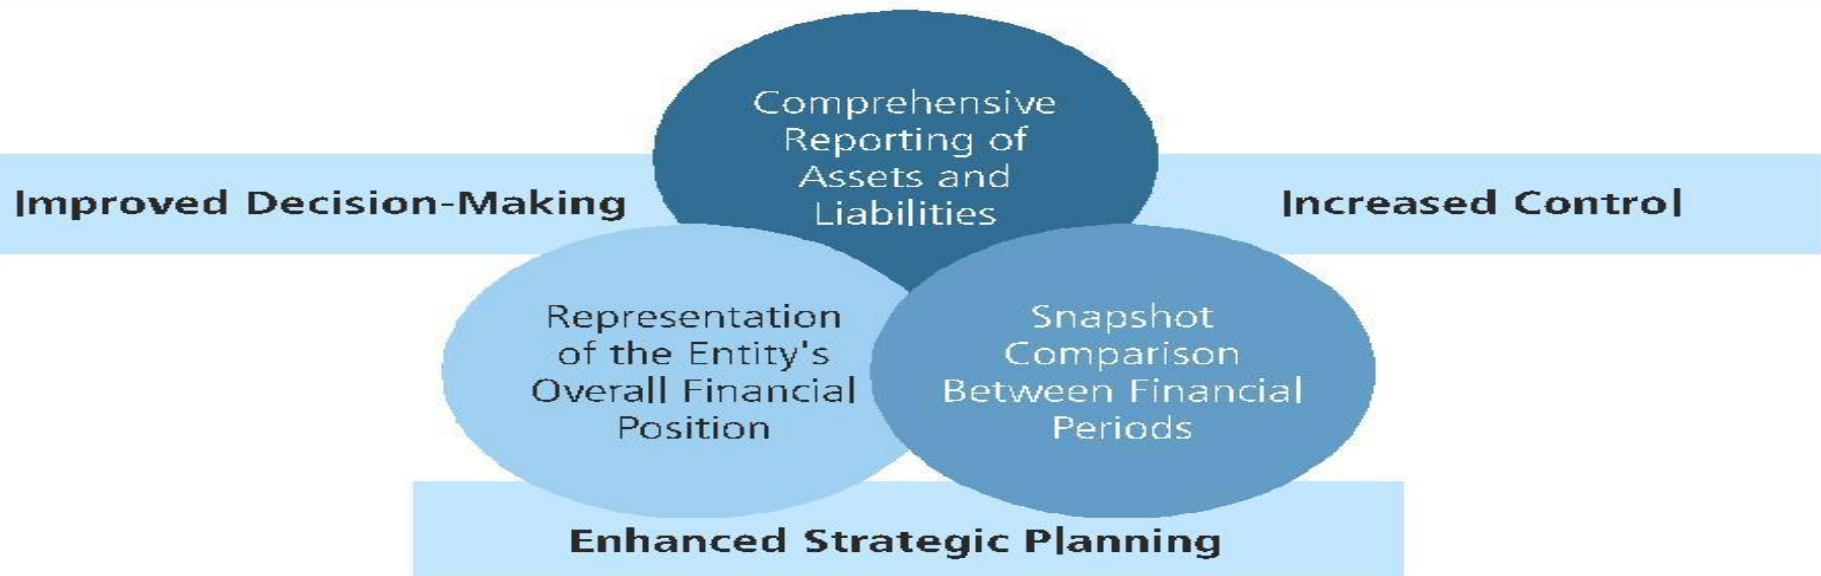 Comprehensive
Reporting of
Assets and
Liabilities
Improved Decision-Making
Increased Control
Representation
of the Entity's
Overall Financial
Position
Snapshot
Comparison
Between Financial
Periods
Enhanced Strategic Planning